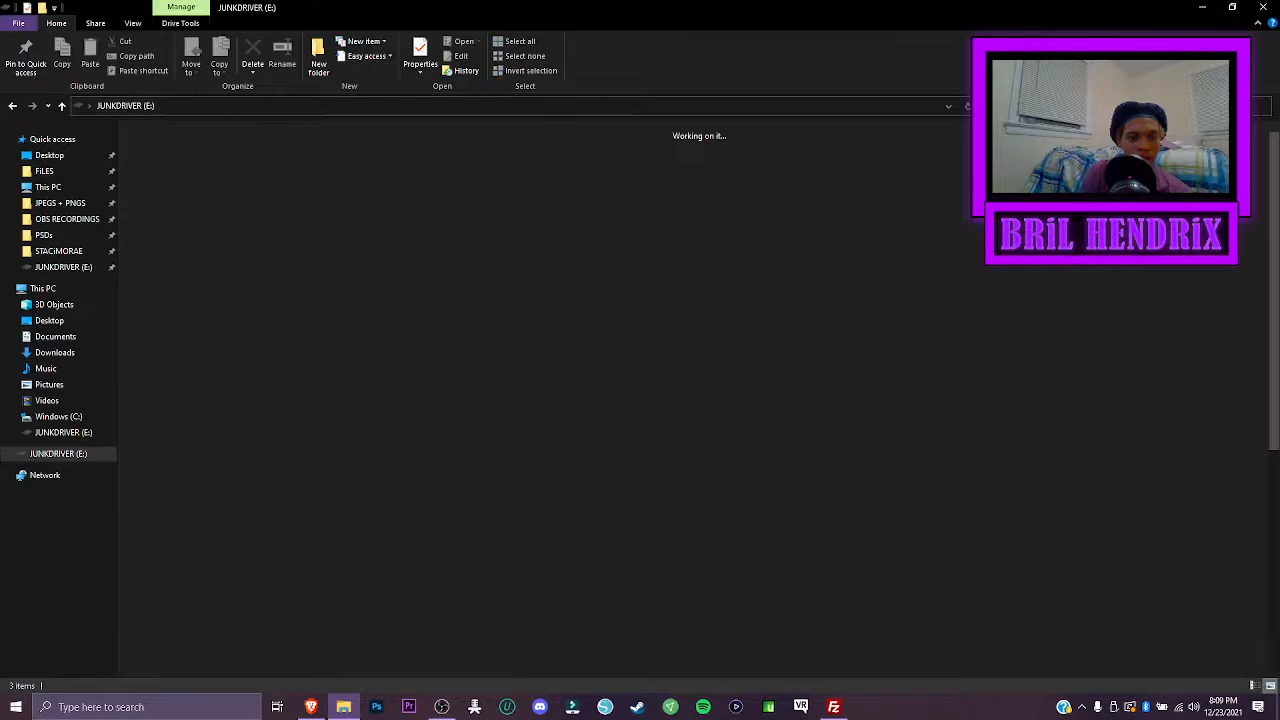 Manage
JUNKDRIVER (E:)
File
Home
Share
View
Drive Tools
Pin to Quick access
Copy
Paste
Cut
Copy path
Paste shortcut
Clipboard
Move to
Copy to
Delete
Rename
Organize
New folder
New item
Easy access
New
Properties
Open
Edit
History
Open
Select all
Select none
Invert selection
Select
JUNKDRIVER (E:)
Working on it...
Quick access
Desktop
FILES
This PC
JPEGS + PNGS
OBS RECORDINGS
PSDs
STACiMORAE
JUNKDRIVER (E:)
This PC
3D Objects
Desktop
Documents
Downloads
Music
Pictures
Videos
Windows (C:)
JUNKDRIVER (E:)
JUNKDRIVER (E:)
Network
BRiL HENDRiX
3 items
Type here to search
Ps
Pr
VR
Fz
8:09 PM
12/23/2021